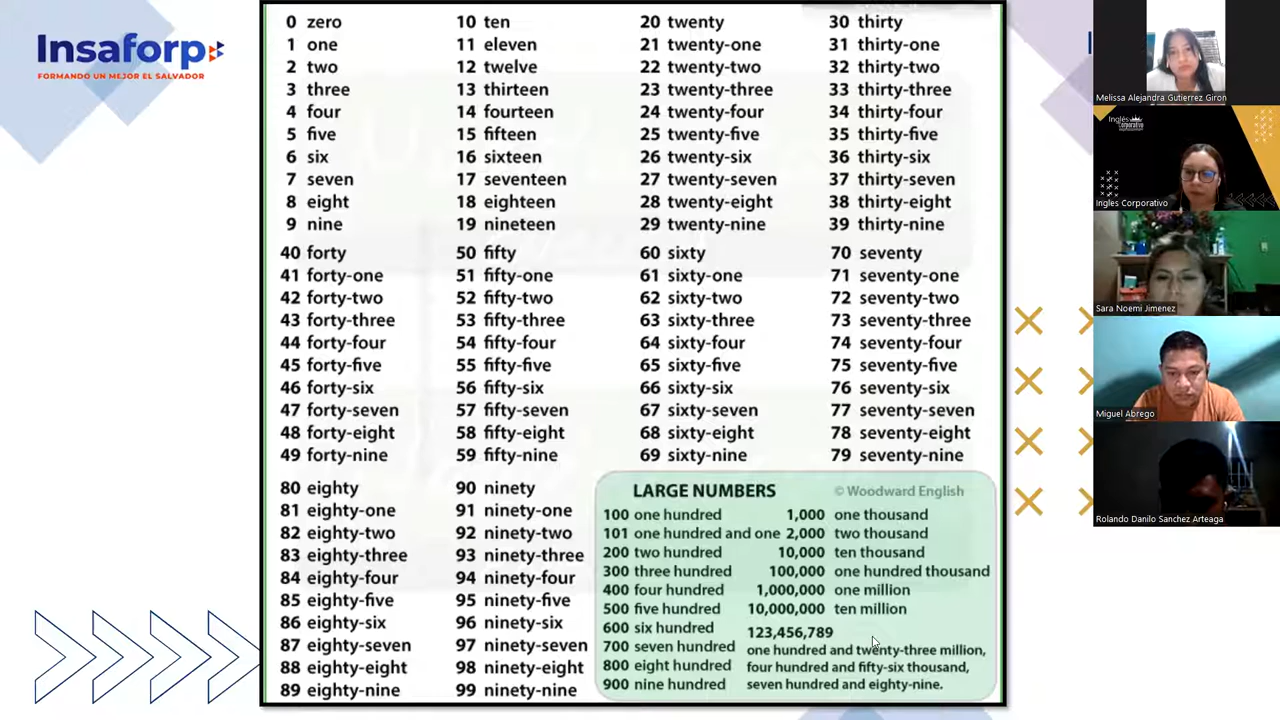 Insaforp
FORMANDO UN MEJOR EL SALVADOR
0 zero
1 one
2 two
3 three
4 four
5 five
6 six
7 seven
8 eight
9 nine
10 ten
11 eleven
12 twelve
13 thirteen
14 fourteen
15 fifteen
16 sixteen
17 seventeen
18 eighteen
19 nineteen
20 twenty
21 twenty-one
22 twenty-two
23 twenty-three
24 twenty-four
25 twenty-five
26 twenty-six
27 twenty-seven
28 twenty-eight
29 twenty-nine
30 thirty
31 thirty-one
32 thirty-two
33 thirty-three
34 thirty-four
35 thirty-five
36 thirty-six
37 thirty-seven
38 thirty-eight
39 thirty-nine
40 forty
41 forty-one
42 forty-two
43 forty-three
44 forty-four
45 forty-five
46 forty-six
47 forty-seven
48 forty-eight
49 forty-nine
50 fifty
51 fifty-one
52 fifty-two
53 fifty-three
54 fifty-four
55 fifty-five
56 fifty-six
57 fifty-seven
58 fifty-eight
59 fifty-nine
60 sixty
61 sixty-one
62 sixty-two
63 sixty-three
64 sixty-four
65 sixty-five
66 sixty-six
67 sixty-seven
68 sixty-eight
69 sixty-nine
70 seventy
71 seventy-one
72 seventy-two
73 seventy-three
74 seventy-four
75 seventy-five
76 seventy-six
77 seventy-seven
78 seventy-eight
79 seventy-nine
80 eighty
81 eighty-one
82 eighty-two
83 eighty-three
84 eighty-four
85 eighty-five
86 eighty-six
87 eighty-seven
88 eighty-eight
89 eighty-nine
90 ninety
91 ninety-one
92 ninety-two
93 ninety-three
94 ninety-four
95 ninety-five
96 ninety-six
97 ninety-seven
98 ninety-eight
99 ninety-nine
LARGE NUMBERS
© Woodward English
100 one hundred
101 one hundred and one
200 two hundred
300 three hundred
400 four hundred
500 five hundred
600 six hundred
700 seven hundred
800 eight hundred
900 nine hundred
1,000 one thousand
2,000 two thousand
10,000 ten thousand
100,000 one hundred thousand
1,000,000 one million
10,000,000 ten million
123,456,789
one hundred and twenty-three million,
four hundred and fifty-six thousand,
seven hundred and eighty-nine.
Melissa Alejandra Gutierrez Giron
Inglés
Corporativo
Ingles Corporativo
Sara Noemi Jimenez
Miguel Abrego
Rolando Danilo Sanchez Arteaga